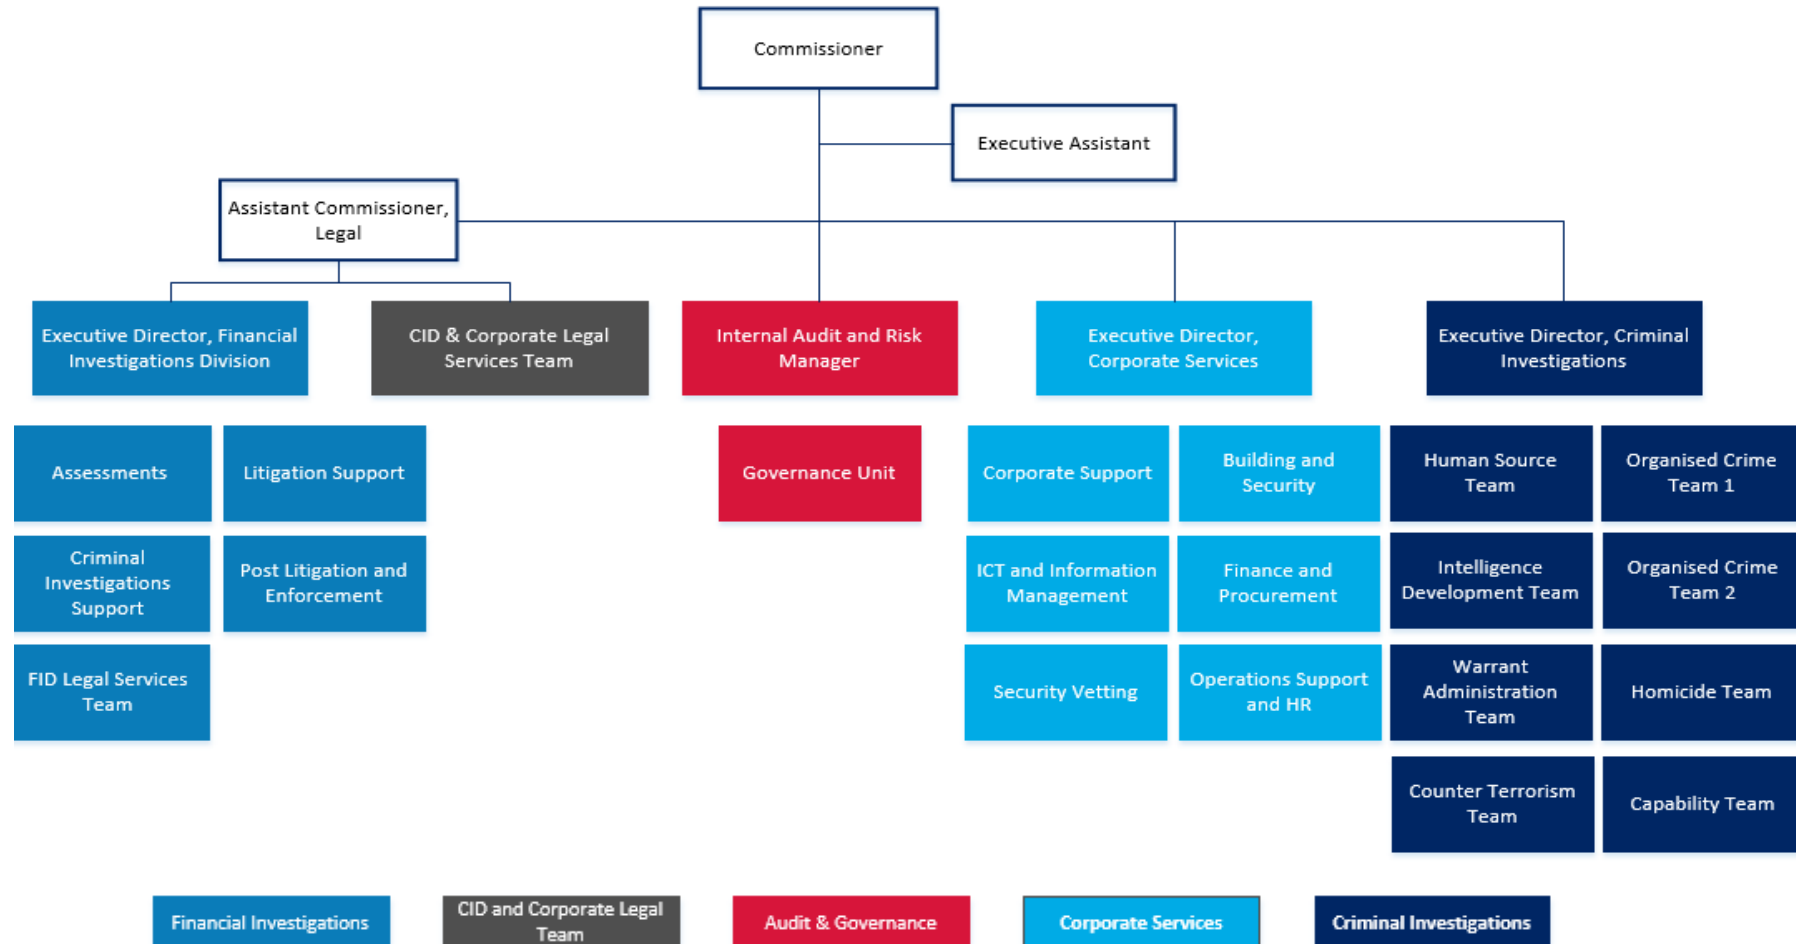 Commissioner
Executive Assistant
Assistant Commissioner,
Legal
Executive Director, Financial
Investigations Division
CID & Corporate Legal
Services Team
Internal Audit and Risk
Manager
Executive Director,
Corporate Services
Executive Director, Criminal
Investigations
Assessments
Litigation Support
Governance Unit
Corporate Support
Building and
Security
Human Source
Team
Organised Crime
Team 1
Criminal
Investigations
Support
Post Litigation and
Enforcement
ICT and Information
Management
Finance and
Procurement
Intelligence
Development Team
Organised Crime
Team 2
FID Legal Services
Team
Security Vetting
Operations Support
and HR
Warrant
Administration
Team
Homicide Team
Counter Terrorism
Team
Capability Team
Financial Investigations
CID and Corporate Legal
Team
Audit & Governance
Corporate Services
Criminal Investigations